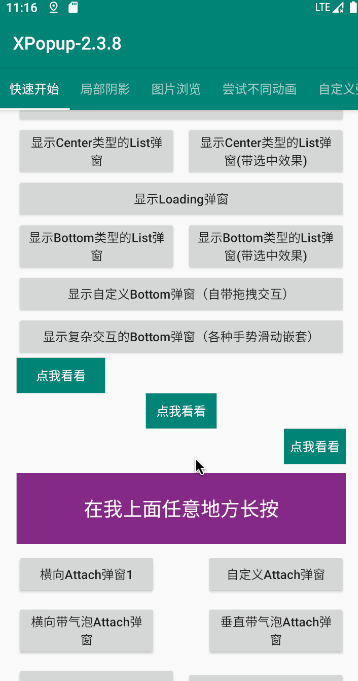 11:16 LTE
XPopup-2.3.8
快速开始 局部阴影 图片浏览 尝试不同动画 自定义
显示Center类型的List弹
窗
显示Center类型的List弹
窗(带选中效果)
显示Loading弹窗
显示Bottom类型的List弹
窗
显示Bottom类型的List弹
窗(带选中效果)
显示自定义Bottom弹窗（自带拖拽交互）
显示复杂交互的Bottom弹窗（各种手势滑动嵌套）
点我看看
点我看看
点我看看
在我上面任意地方长按
横向Attach弹窗1
自定义Attach弹窗
横向带气泡Attach弹
窗
垂直带气泡Attach弹
窗